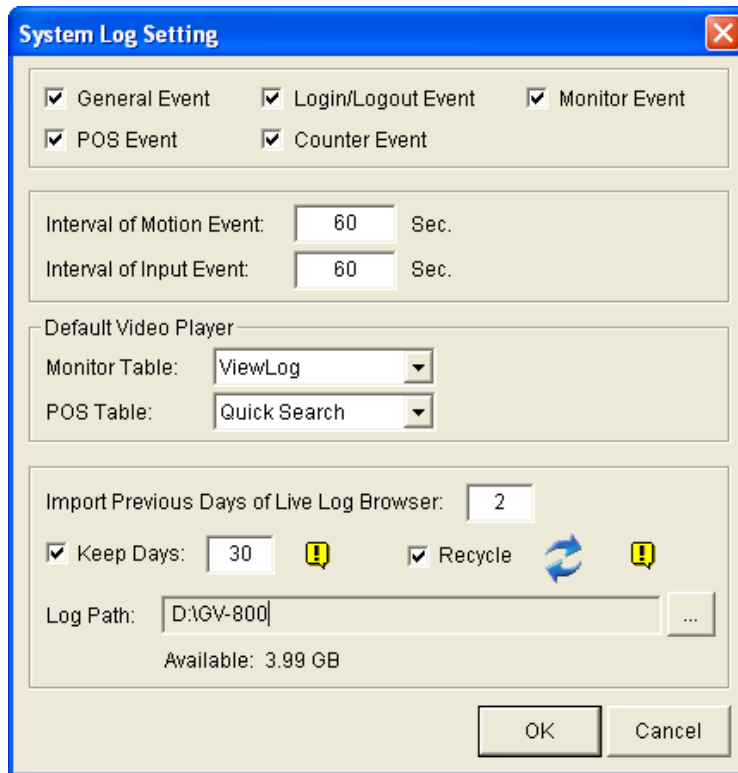 System Log Setting
General Event Login/Logout Event Monitor Event
POS Event Counter Event
Interval of Motion Event: 60 Sec.
Interval of Input Event: 60 Sec.
Default Video Player
Monitor Table: ViewLog
POS Table: Quick Search
Import Previous Days of Live Log Browser: 2
Keep Days: 30 Recycle
Log Path: D:\GV-800 ...
Available: 3.99 GB
OK Cancel